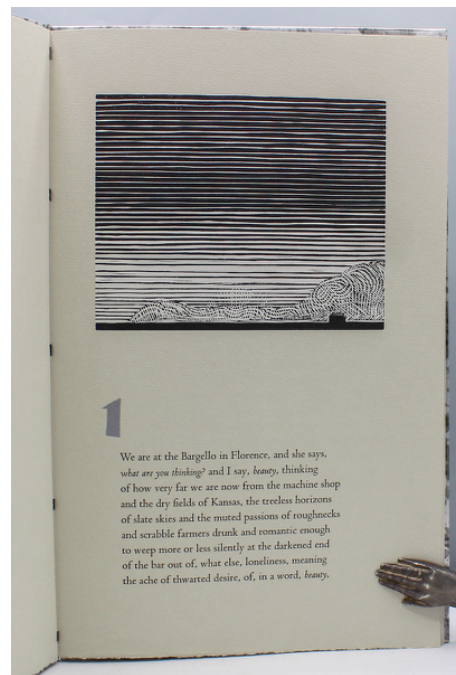 1
We are at the Bargello in Florence, and she says,
what are you thinking? and I say, beauty, thinking
of how very far we are now from the machine shop
and the dry fields of Kansas, the treeless horizons
of slate skies and the muted passions of roughnecks
and scrabble farmers drunk and romantic enough
to weep more or less silently at the darkened end
of the bar out of, what else, loneliness, meaning
the ache of thwarted desire, of, in a word, beauty,